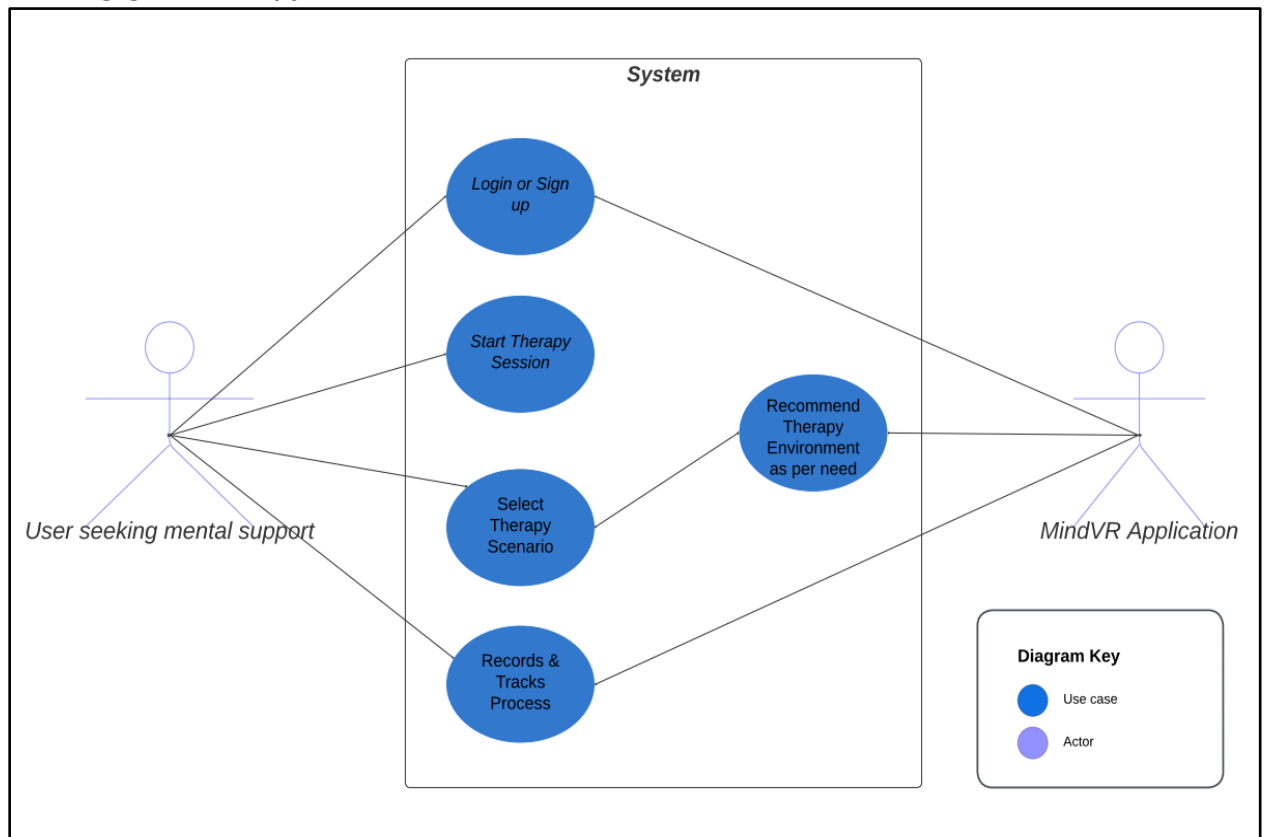 System
Login or Sign
up
Start Therapy
Session
Recommend
Therapy
Environment
as per need
Select
Therapy
Scenario
User seeking mental support
MindVR Application
Records &
Tracks
Process
Diagram Key
Use case
Actor